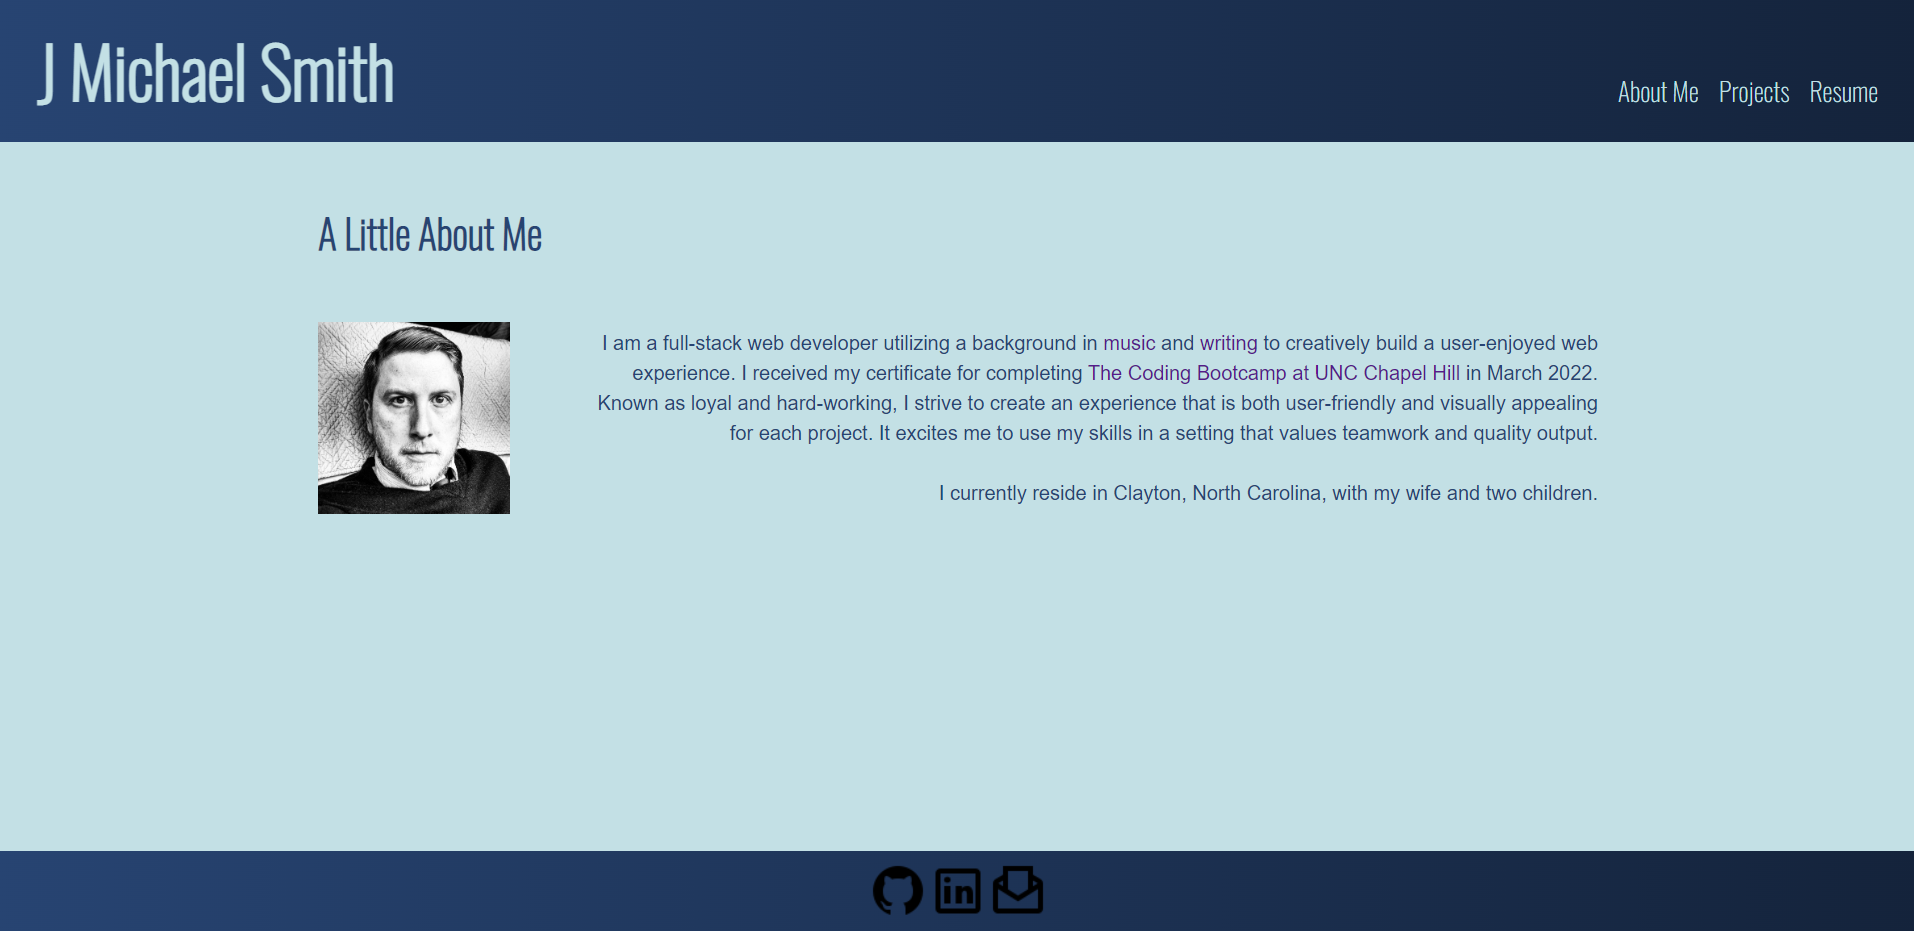 J Michael Smith
About Me Projects Resume
A Little About Me
I am a full-stack web developer utilizing a background in music and writing to creatively build a user-enjoyed web
experience. I received my certificate for completing The Coding Bootcamp at UNC Chapel Hill in March 2022.
Known as loyal and hard-working, I strive to create an experience that is both user-friendly and visually appealing
for each project. It excites me to use my skills in a setting that values teamwork and quality output.
I currently reside in Clayton, North Carolina, with my wife and two children.
in